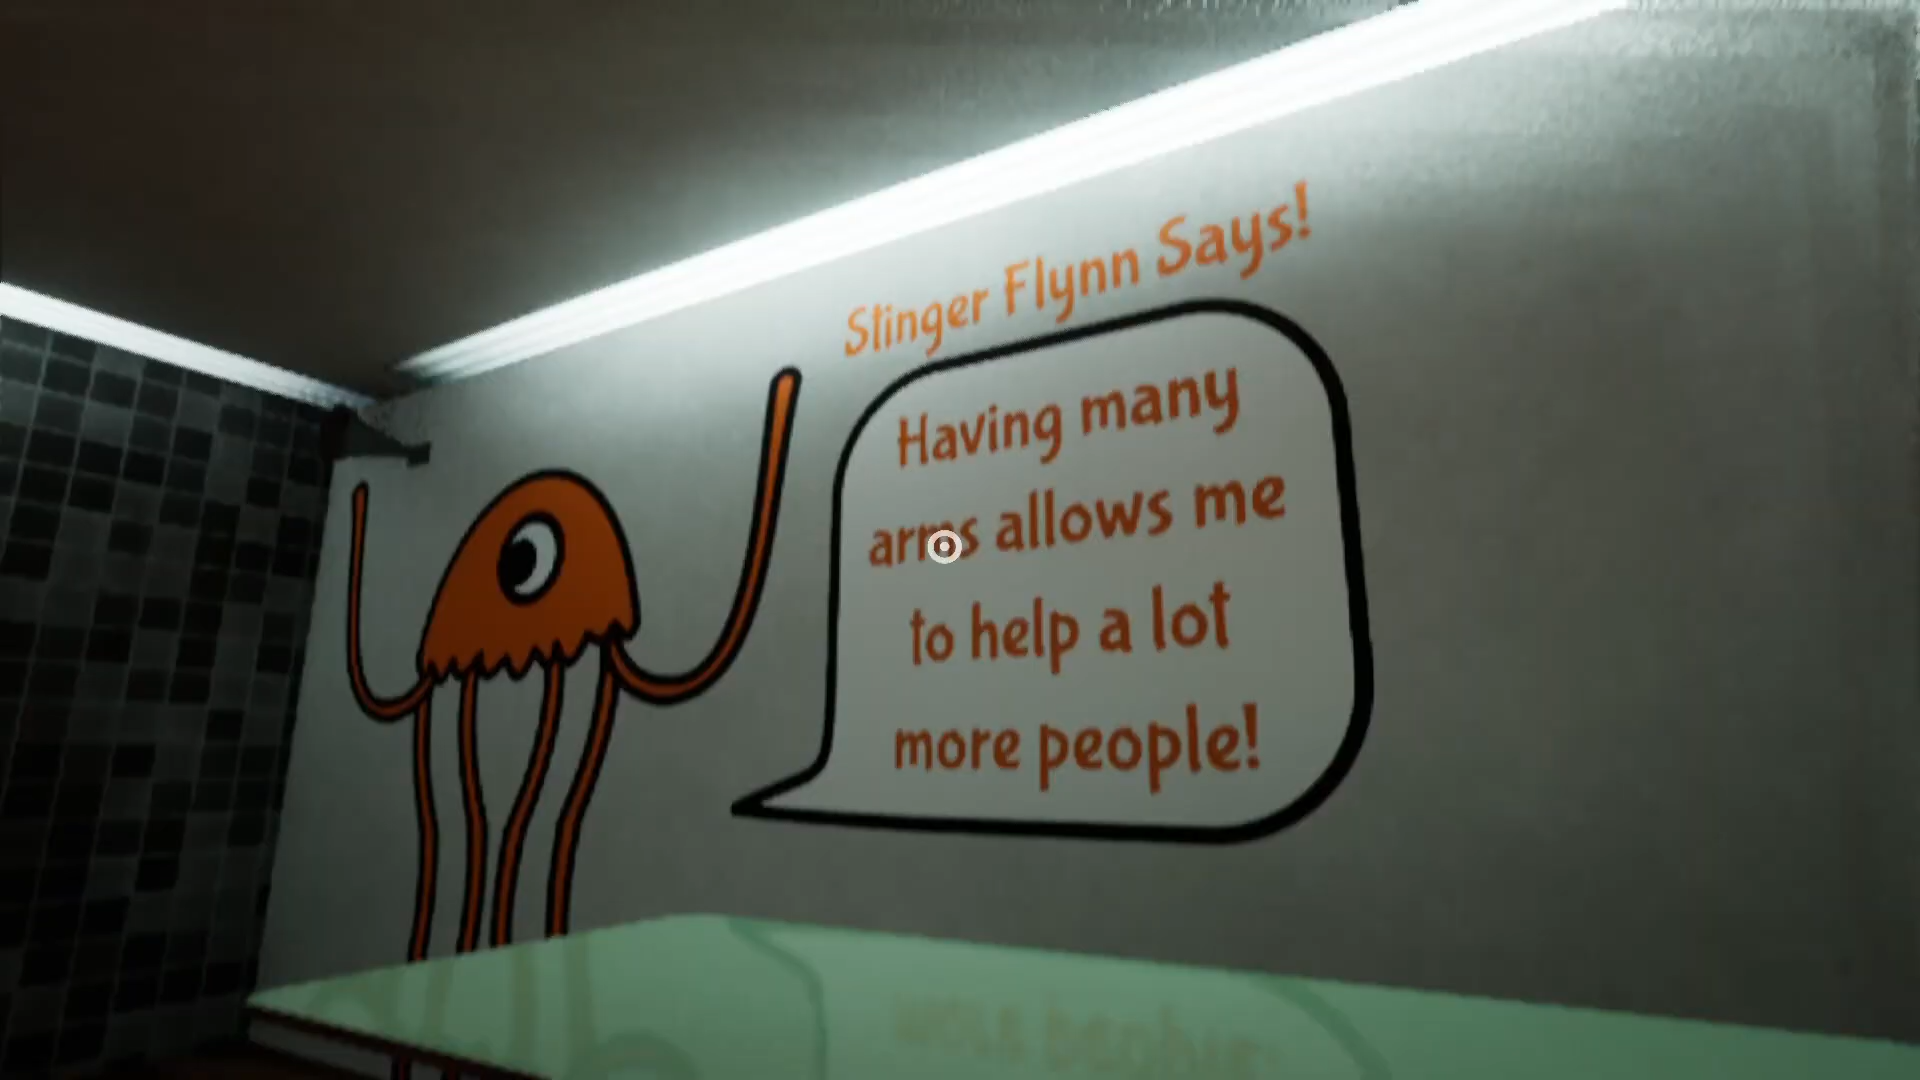 Stinger Flynn Says!
Having many
arms allows me
to help a lot
more people!